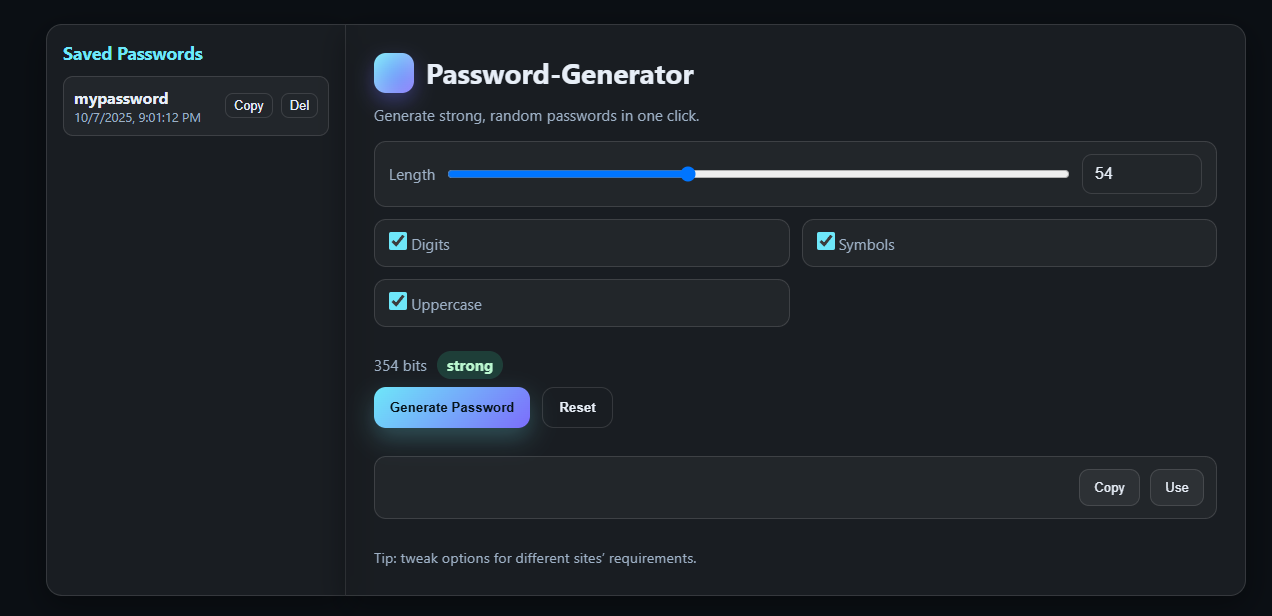 Saved Passwords
mypassword
10/7/2025, 9:01:12 PM
Copy
Del
Password-Generator
Generate strong, random passwords in one click.
Length
54
Digits
Symbols
Uppercase
354 bits strong
Generate Password
Reset
Copy
Use
Tip: tweak options for different sites’ requirements.